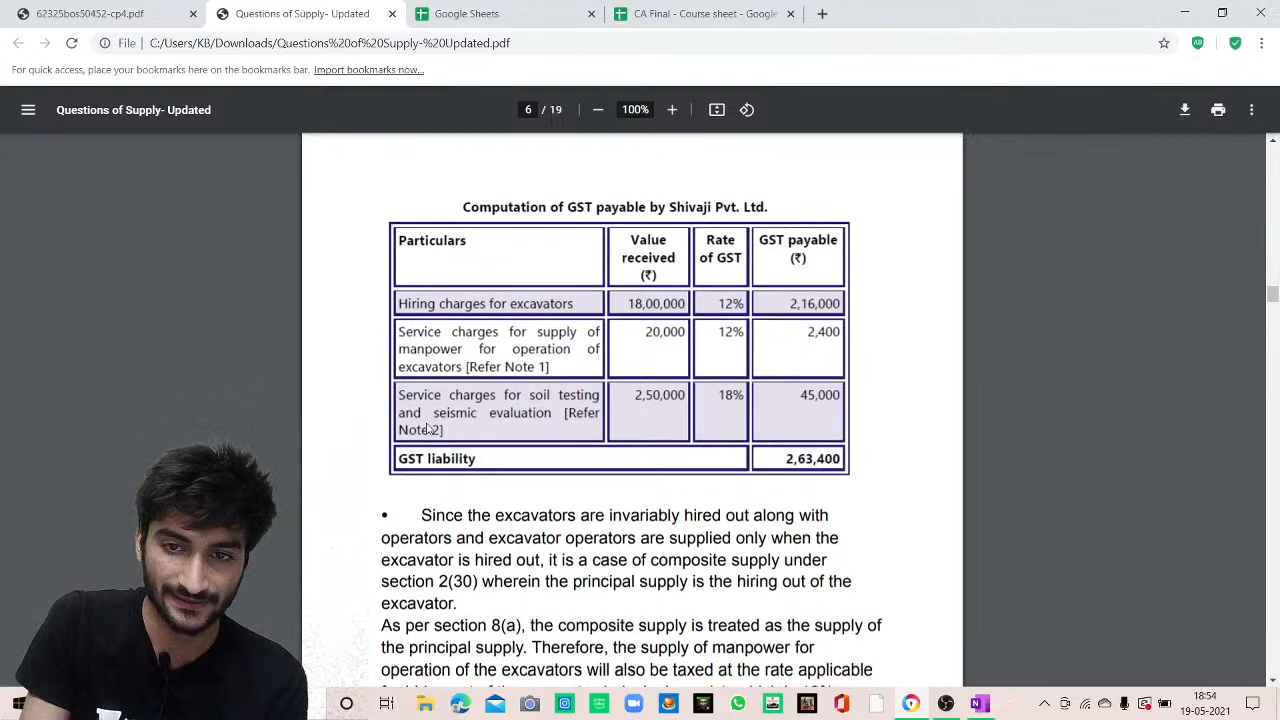 62325bos50452-cp4.pdf
Questions of Supply- Updated
Google Sheets
CA Final - Course sheet - Google
File
C:/Users/KB/Downloads/Questions%20of%20Supply-%20Updated.pdf
For quick access, place your bookmarks here on the bookmarks bar. Import bookmarks now...
Questions of Supply- Updated
6 / 19
100%
Computation of GST payable by Shivaji Pvt. Ltd.
Particulars
Value received (₹)
Rate of GST
GST payable (₹)
Hiring charges for excavators
18,00,000
12%
2,16,000
Service charges for supply of
manpower for operation of
excavators [Refer Note 1]
20,000
12%
2,400
Service charges for soil testing
and seismic evaluation [Refer
Note 2]
2,50,000
18%
45,000
GST liability
2,63,400
• Since the excavators are invariably hired out along with
operators and excavator operators are supplied only when the
excavator is hired out, it is a case of composite supply under
section 2(30) wherein the principal supply is the hiring out of the
excavator.
As per section 8(a), the composite supply is treated as the supply of
the principal supply. Therefore, the supply of manpower for
operation of the excavators will also be taxed at the rate applicable
18:54
19-05-2021